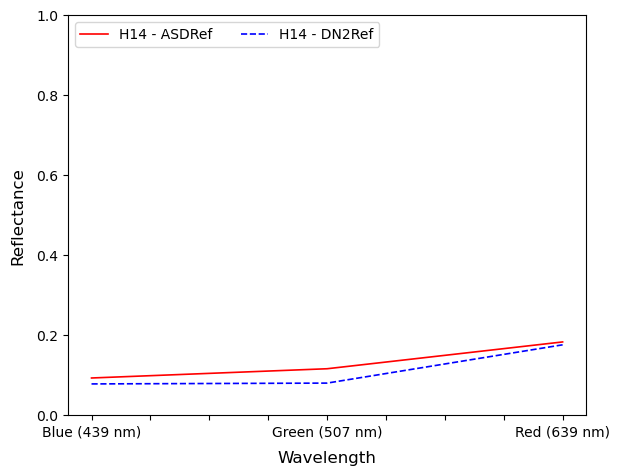 H14 - ASDRef H14 - DN2Ref
1.0
0.8
0.6
0.4
0.2
0.0
Reflectance
Blue (439 nm) Green (507 nm) Red (639 nm)
Wavelength